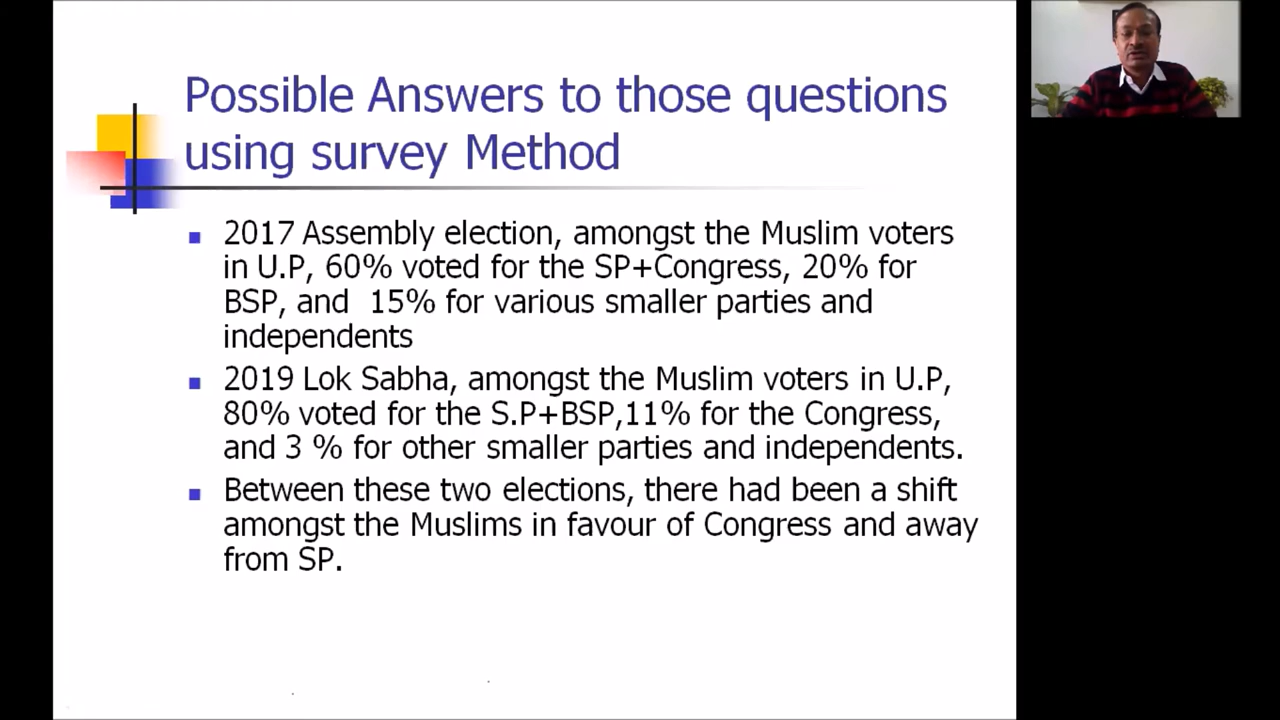 Possible Answers to those questions
using survey Method
2017 Assembly election, amongst the Muslim voters
in U.P, 60% voted for the SP+Congress, 20% for
BSP, and 15% for various smaller parties and
independents
2019 Lok Sabha, amongst the Muslim voters in U.P,
80% voted for the S.P+BSP,11% for the Congress,
and 3 % for other smaller parties and independents.
Between these two elections, there had been a shift
amongst the Muslims in favour of Congress and away
from SP.